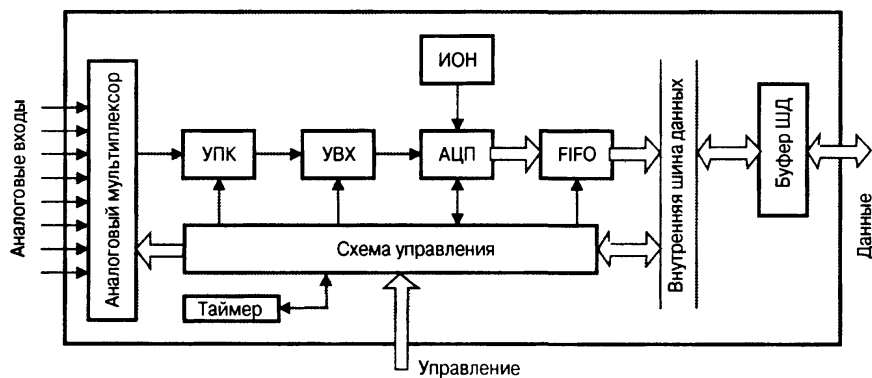 Аналоговые входы
Аналоговый мультиплексор
УПК
УВХ
ИОН
АЦП
FIFO
Внутренняя шина данных
Буфер ШД
Данные
Схема управления
Таймер
Управление